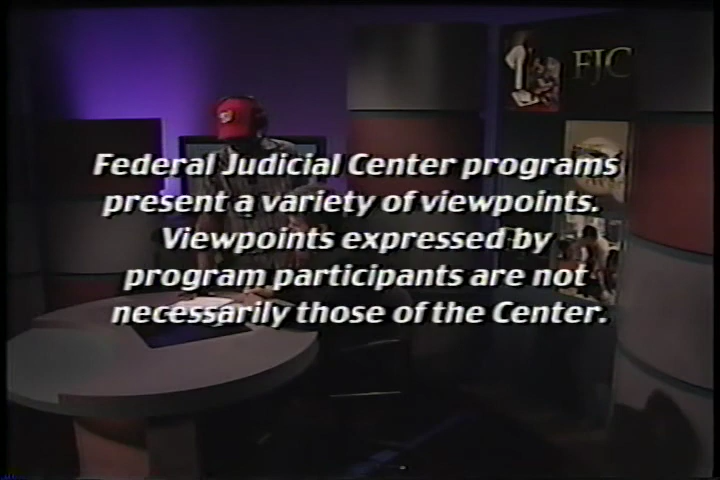 FJC
Federal Judicial Center programs
present a variety of viewpoints.
Viewpoints expressed by
program participants are not
necessarily those of the Center.